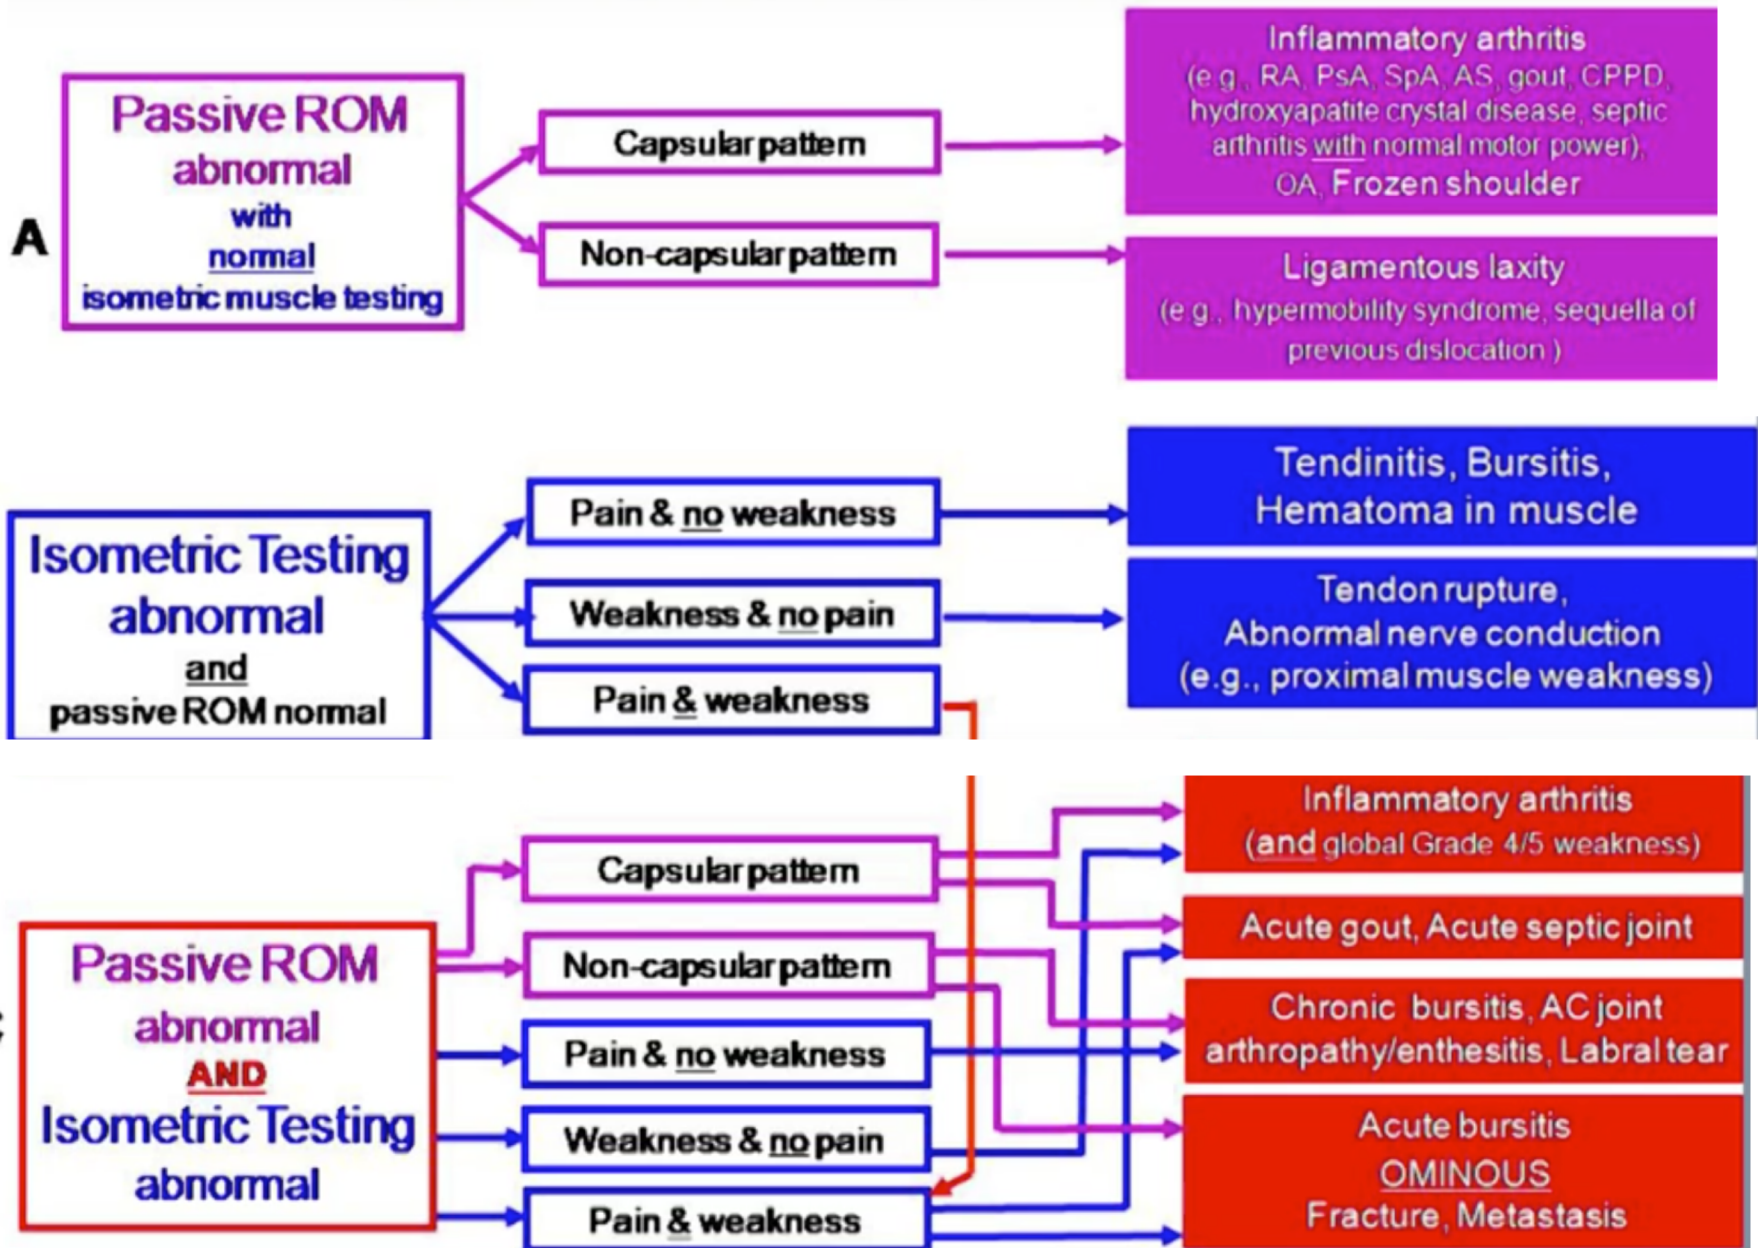 A
Passive ROM
abnormal
with
normal
isometric muscle testing
Capsular pattern
Non-capsular pattern
Inflammatory arthritis
(e.g., RA, PsA, SpA, AS, gout, CPPD,
hydroxyapatite crystal disease, septic
arthritis with normal motor power),
OA, Frozen shoulder
Ligamentous laxity
(e.g., hypermobility syndrome, sequella of
previous dislocation )
Isometric Testing
abnormal
and
passive ROM normal
Pain & no weakness
Weakness & no pain
Pain & weakness
Tendinitis, Bursitis,
Hematoma in muscle
Tendon rupture,
Abnormal nerve conduction
(e.g., proximal muscle weakness)
Passive ROM
abnormal
AND
Isometric Testing
abnormal
Capsular pattern
Non-capsular pattern
Pain & no weakness
Weakness & no pain
Pain & weakness
Inflammatory arthritis
(and global Grade 4/5 weakness)
Acute gout, Acute septic joint
Chronic bursitis, AC joint
arthropathy/enthesitis, Labral tear
Acute bursitis
OMINOUS
Fracture, Metastasis